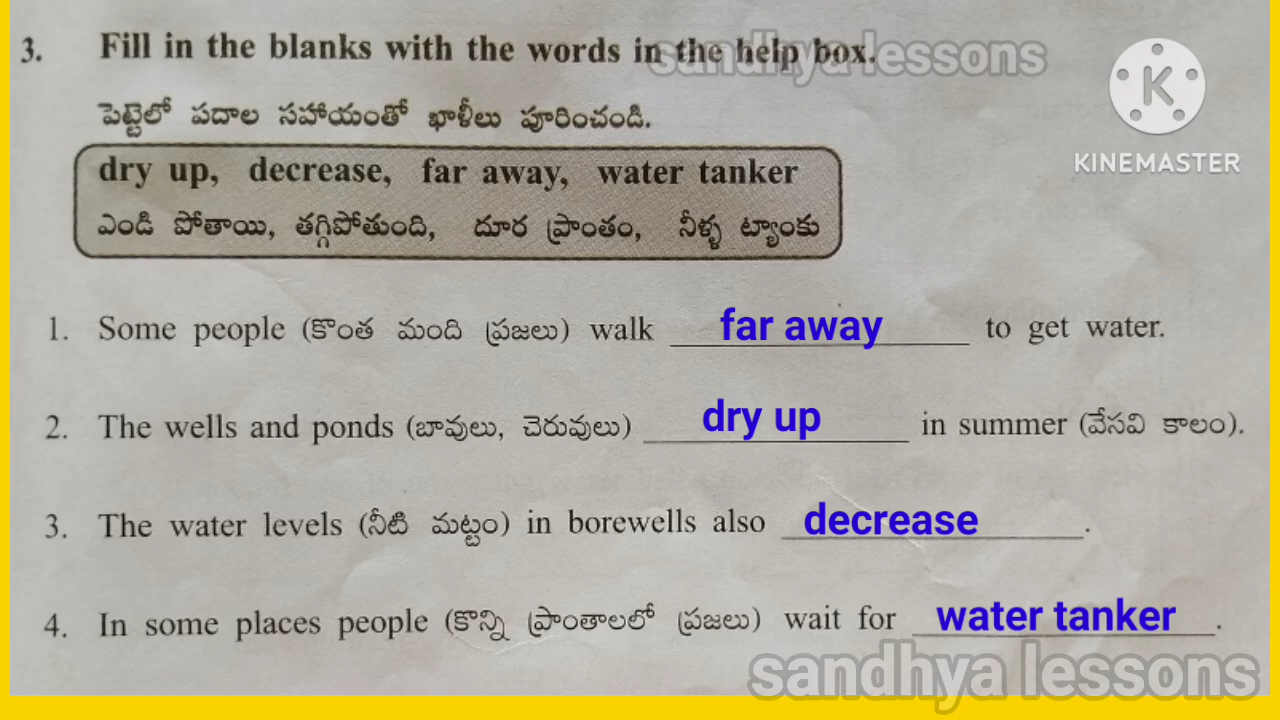 3. Fill in the blanks with the words in the help box.
sandhya lessons
పెట్టెలో పదాల సహాయంతో ఖాళీలు పూరించండి.
KINEMASTER
dry up, decrease, far away, water tanker
ఎండి పోతాయి, తగ్గిపోతుంది, దూర ప్రాంతం, నీళ్ళ ట్యాంకు
1. Some people (కొంత మంది ప్రజలు) walk far away to get water.
2. The wells and ponds (బావులు, చెరువులు) dry up in summer (వేసవి కాలం).
3. The water levels (నీటి మట్టం) in borewells also decrease.
4. In some places people (కొన్ని ప్రాంతాలలో ప్రజలు) wait for water tanker.
sandhya lessons